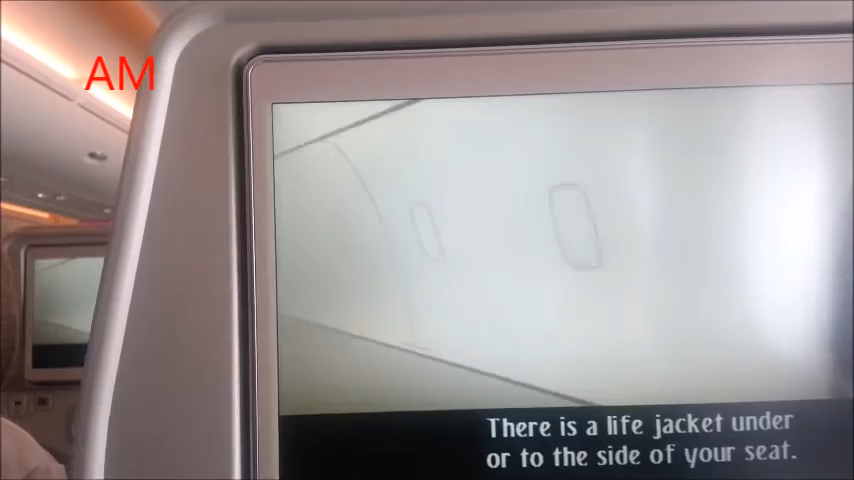 AM
There is a life jacket under
or to the side of your seat.